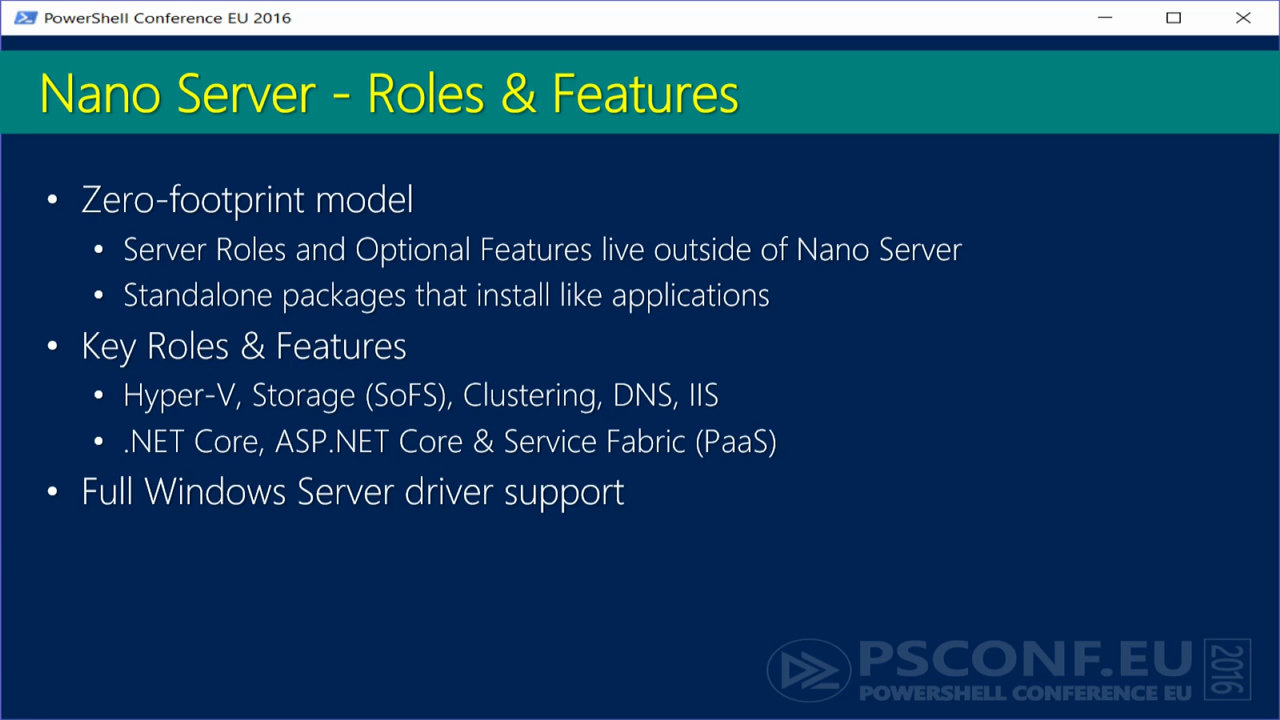 PowerShell Conference EU 2016
Nano Server - Roles & Features
• Zero-footprint model
• Server Roles and Optional Features live outside of Nano Server
• Standalone packages that install like applications
• Key Roles & Features
• Hyper-V, Storage (SoFS), Clustering, DNS, IIS
• .NET Core, ASP.NET Core & Service Fabric (PaaS)
• Full Windows Server driver support
PSCONF.EU
POWERSHELL CONFERENCE EU
2016